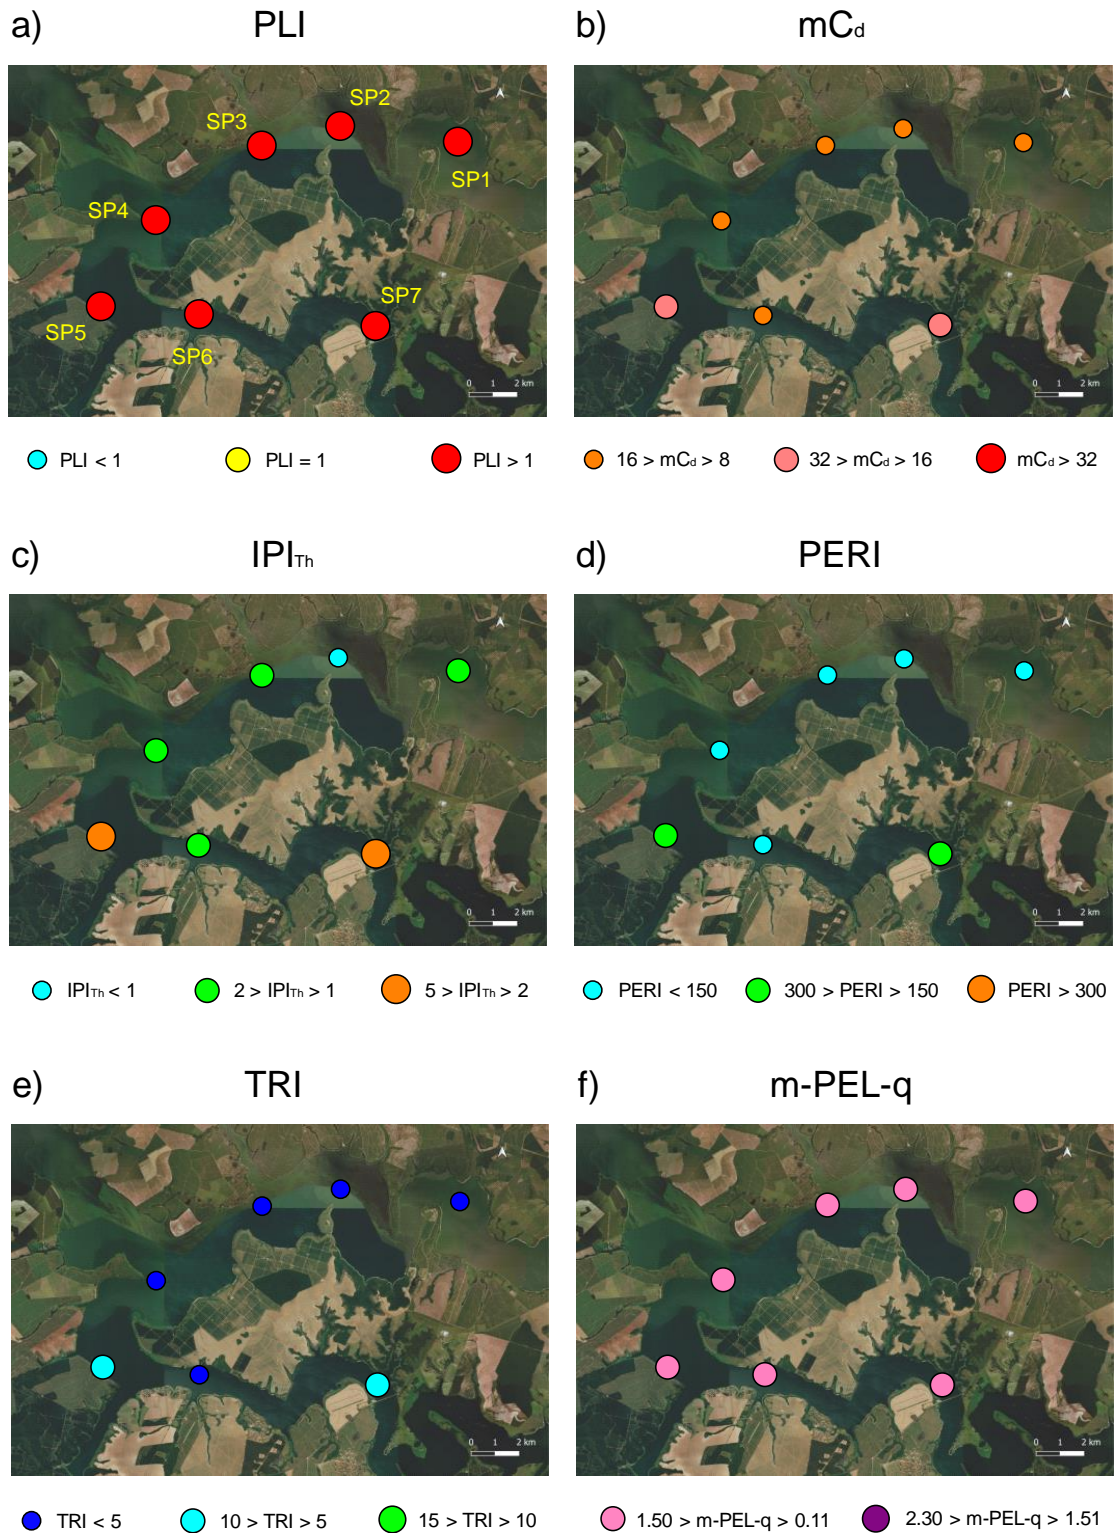 a) PLI
b) mCd
SP2
SP3
SP1
SP4
SP7
SP5
SP6
0 1 2 km
0 1 2 km
PLI < 1 PLI = 1 PLI > 1
16 > mCd > 8 32 > mCd > 16 mCd > 32
c) IPITh
d) PERI
0 1 2 km
0 1 2 km
IPITh < 1 2 > IPITh > 1 5 > IPITh > 2
PERI < 150 300 > PERI > 150 PERI > 300
e) TRI
f) m-PEL-q
0 1 2 km
0 1 2 km
TRI < 5 10 > TRI > 5 15 > TRI > 10
1.50 > m-PEL-q > 0.11 2.30 > m-PEL-q > 1.51